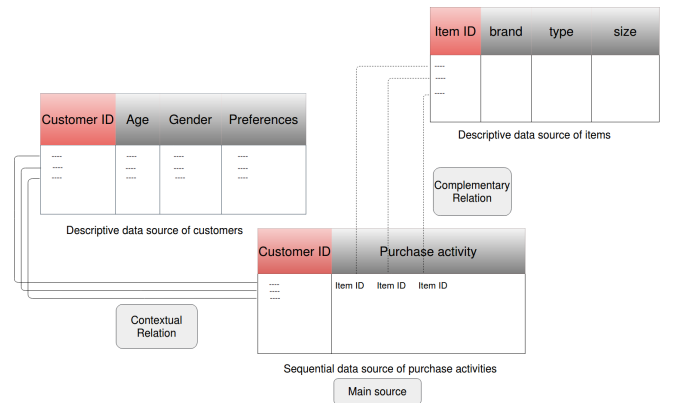 Item ID brand type size
----
----
----
Descriptive data source of items
Customer ID Age Gender Preferences
---- ---- ---- ----
---- ---- ---- ----
---- ---- ---- ----
Descriptive data source of customers
Complementary
Relation
Customer ID Purchase activity
----
----
----
Item ID Item ID Item ID
Contextual
Relation
Sequential data source of purchase activities
Main source